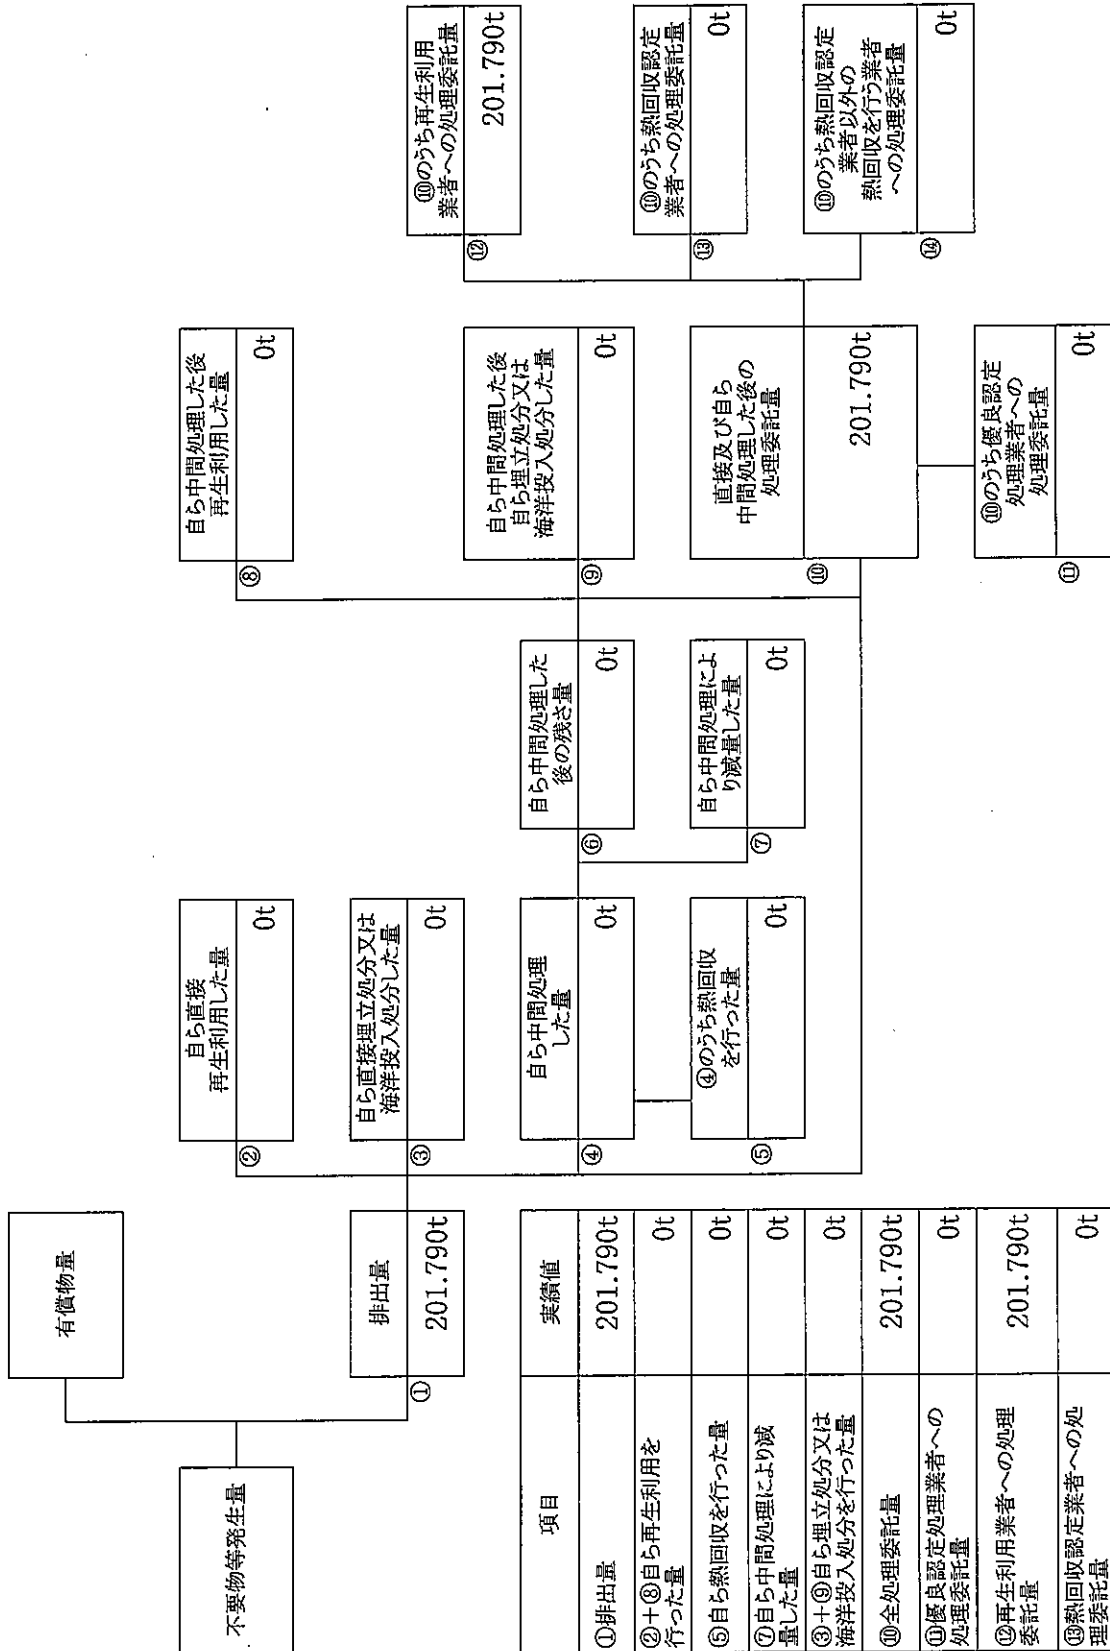 有償物量
不要物等発生量
排出量
①
201.790t
自ら直接
再生利用した量
②
0t
自ら直接埋立処分又は
海洋投入処分した量
③
0t
自ら中間処理
した量
④
0t
④のうち熱回収
を行った量
⑤
0t
自ら中間処理した
後の残さ量
⑥
0t
自ら中間処理によ
り減量した量
⑦
0t
自ら中間処理した後
再生利用した量
⑧
0t
自ら中間処理した後
自ら埋立処分又は
海洋投入処分した量
⑨
0t
直接及び自ら
中間処理した後の
処理委託量
⑩
201.790t
⑩のうち優良認定
処理業者への
処理委託量
⑪
0t
⑩のうち再生利用
業者への処理委託量
⑫
201.790t
⑩のうち熱回収認定
業者への処理委託量
⑬
0t
⑩のうち熱回収認定
業者以外の
熱回収を行う業者
への処理委託量
⑭
0t
項目 実績値
①排出量 201.790t
②+⑧自ら再生利用を
行った量 0t
⑤自ら熱回収を行った量 0t
⑦自ら中間処理により減
量した量 0t
③+⑨自ら埋立処分又は
海洋投入処分を行った量 0t
⑩全処理委託量 201.790t
⑪優良認定処理業者への
処理委託量 0t
⑫再生利用業者への処理
委託量 201.790t
⑬熱回収認定業者への処
理委託量 0t